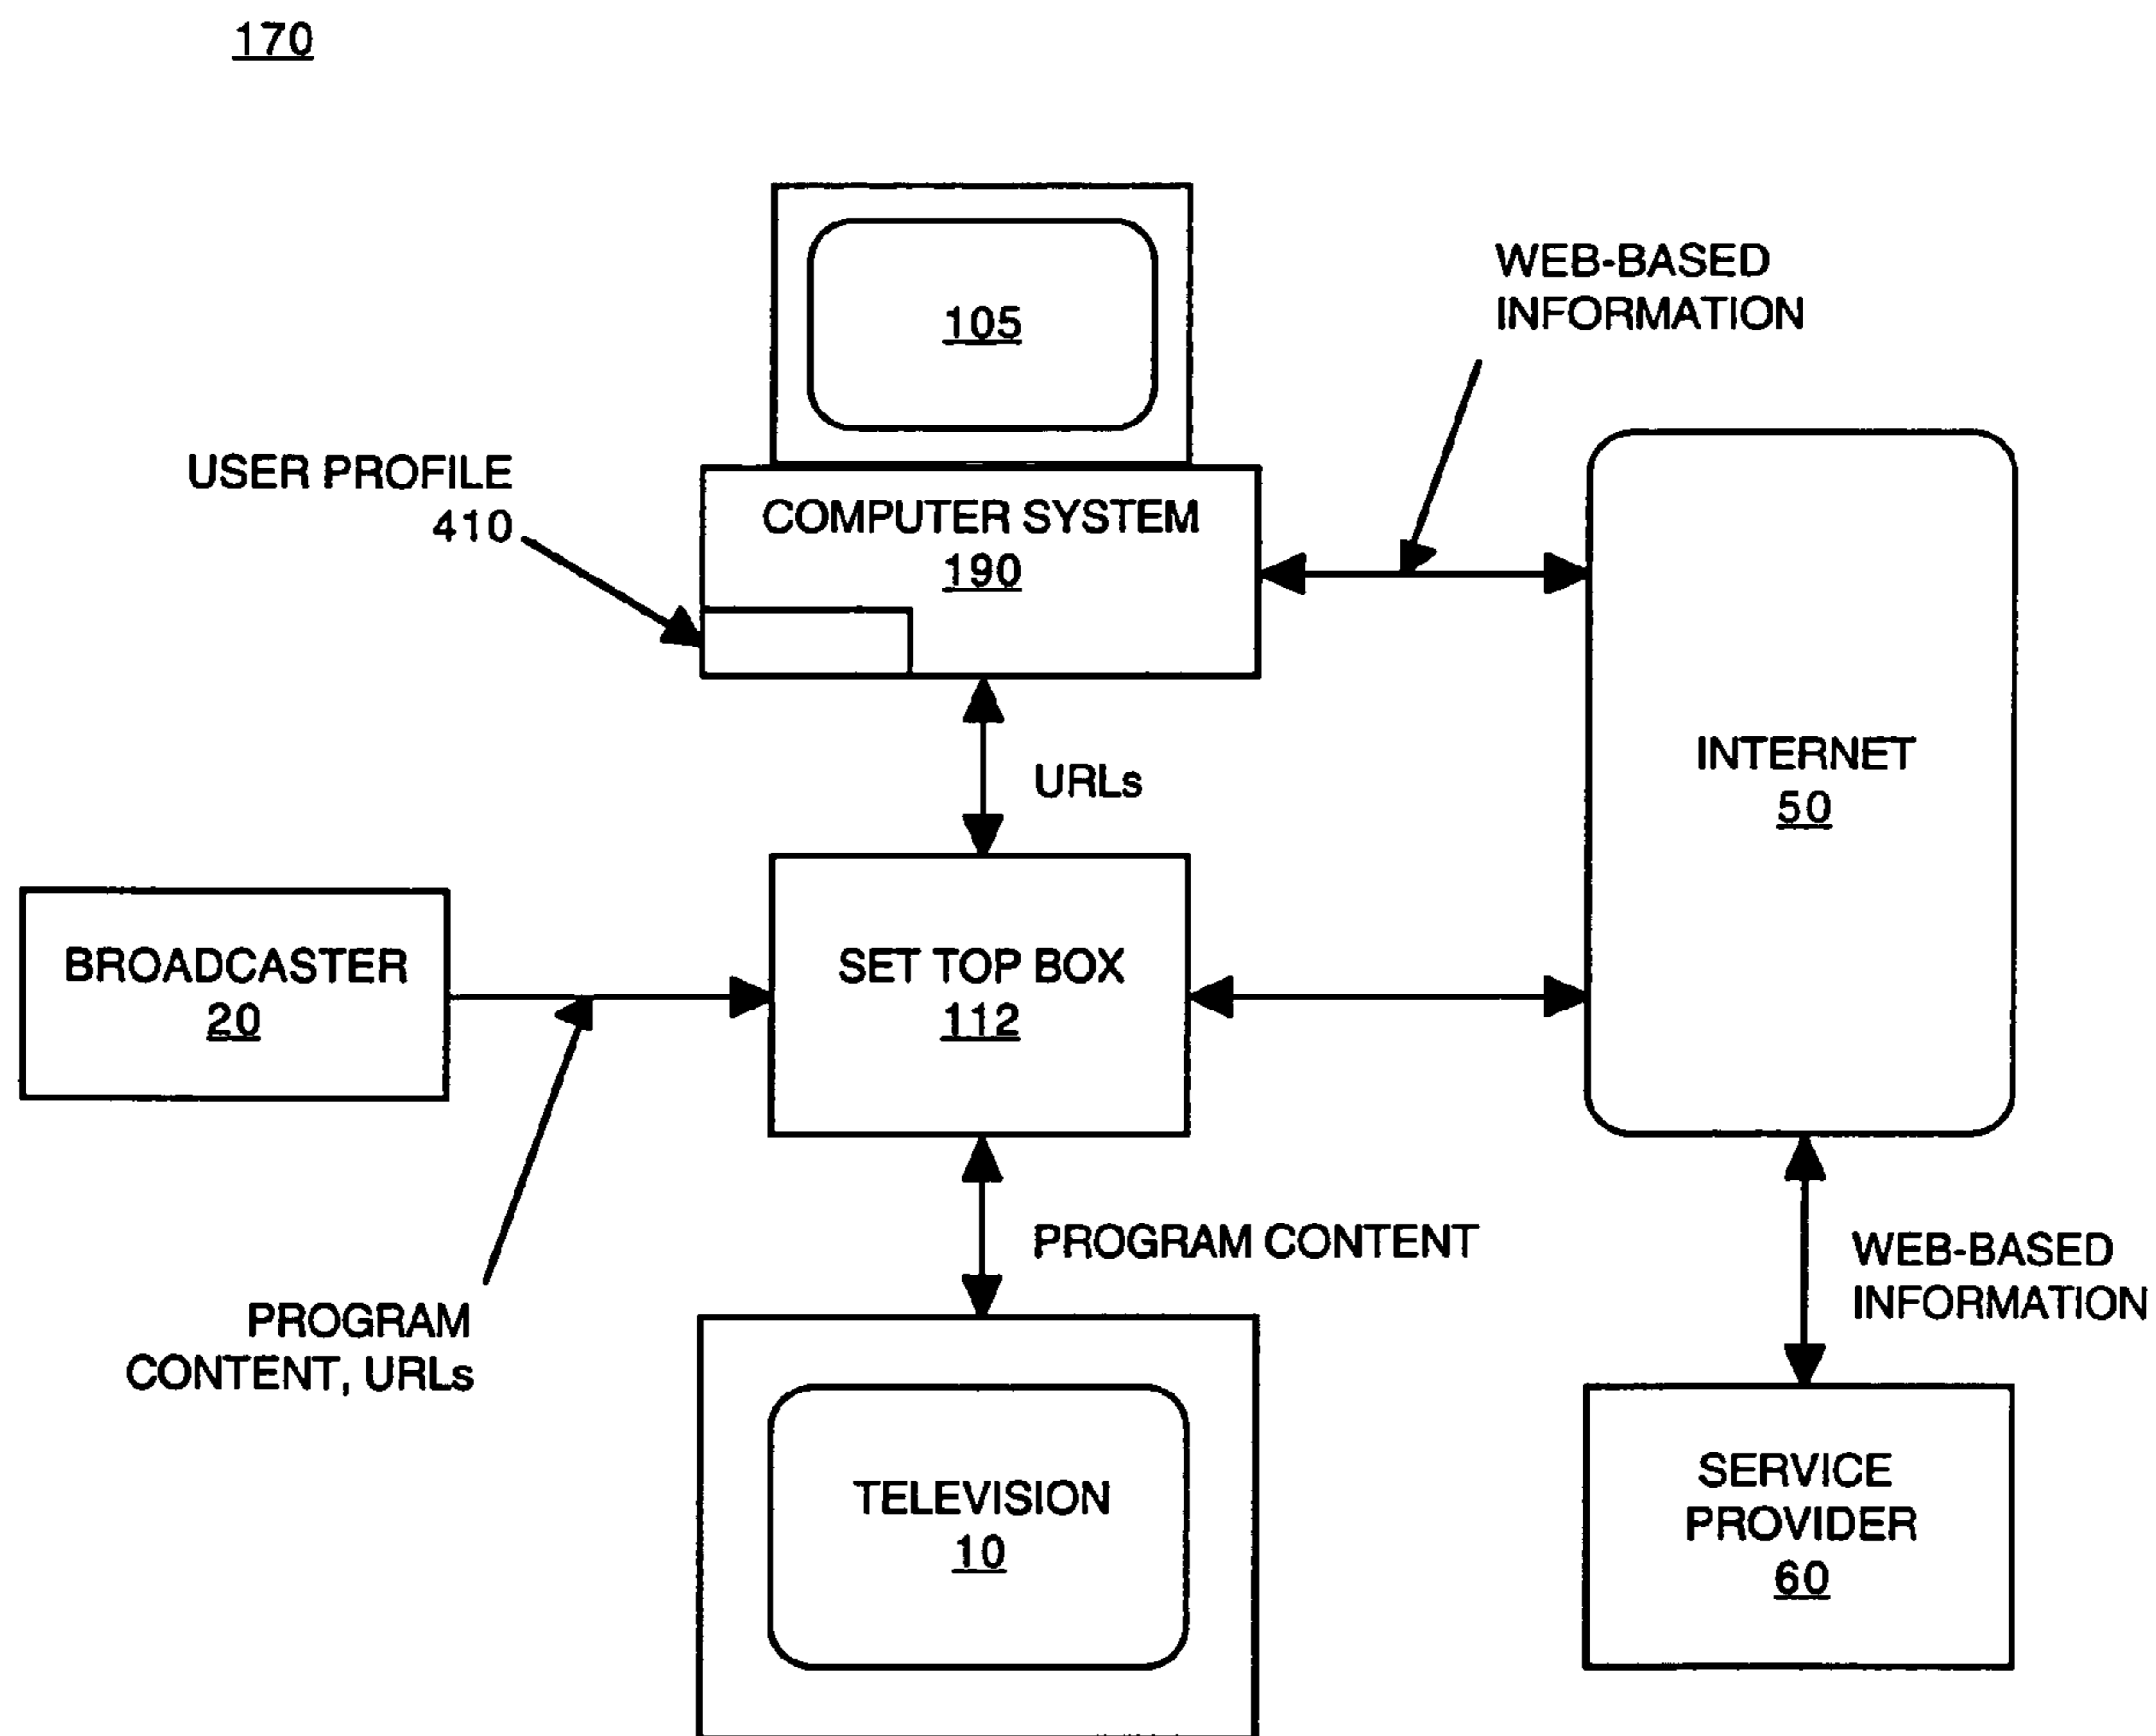 170
105
WEB-BASED
INFORMATION
USER PROFILE
410
COMPUTER SYSTEM
190
INTERNET
50
URLs
BROADCASTER
20
SET TOP BOX
112
PROGRAM CONTENT
PROGRAM
CONTENT, URLs
WEB-BASED
INFORMATION
TELEVISION
10
SERVICE
PROVIDER
60